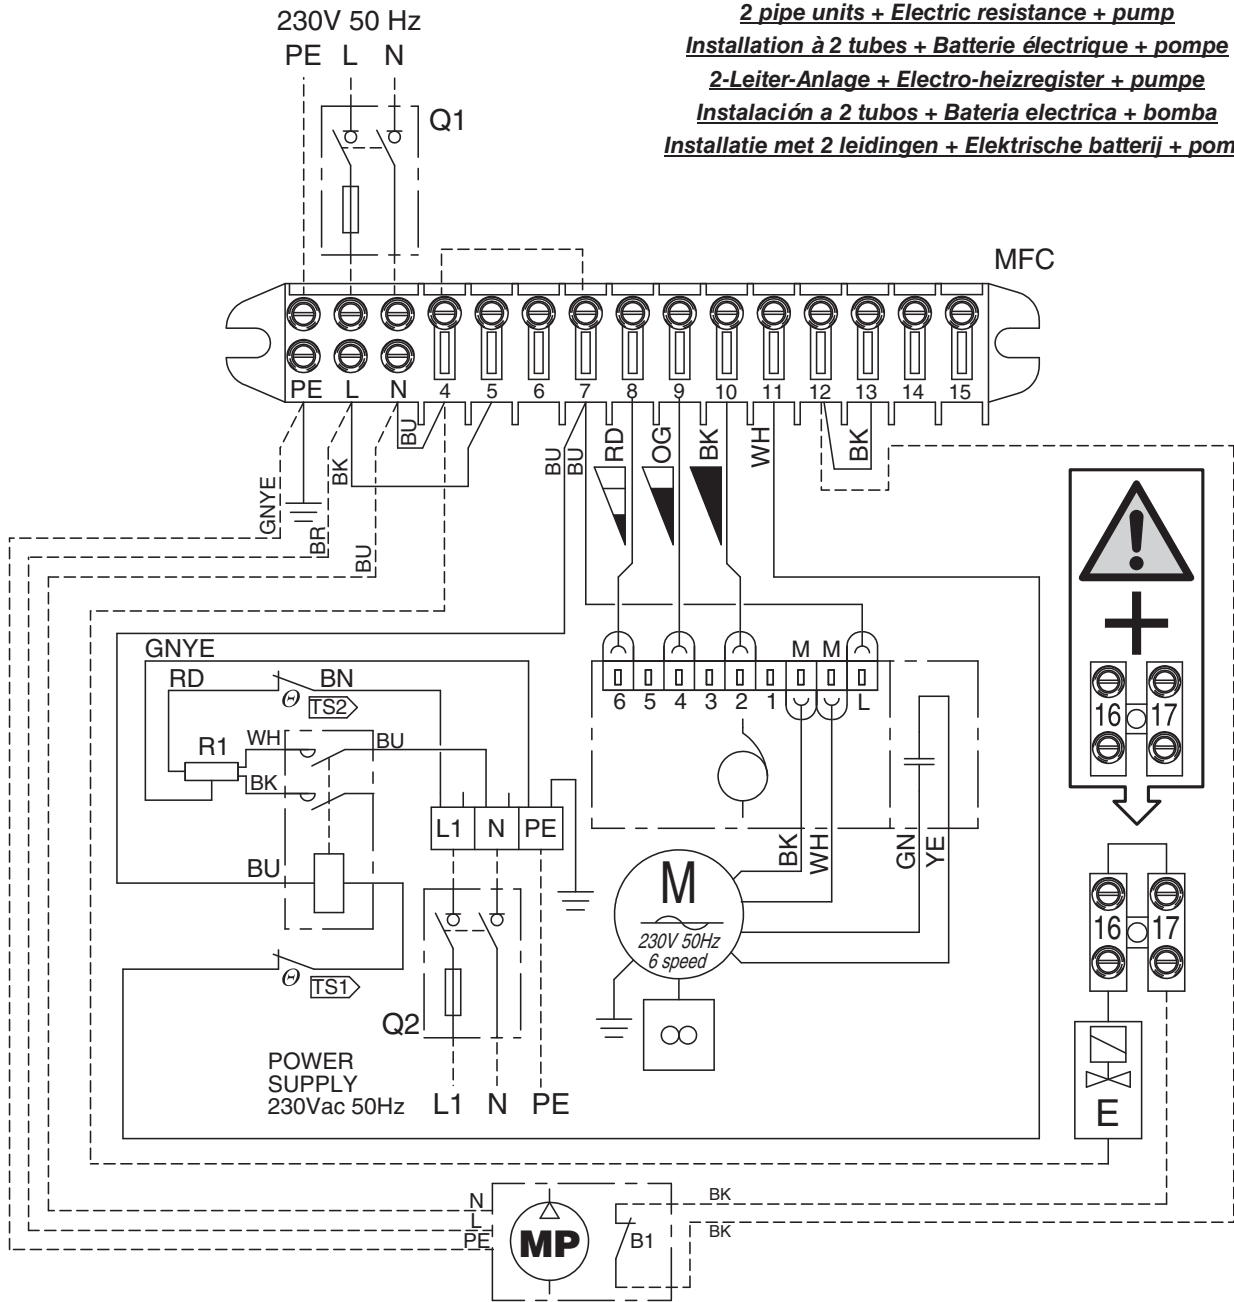 2 pipe units + Electric resistance + pump
Installation à 2 tubes + Batterie électrique + pompe
2-Leiter-Anlage + Electro-heizregister + pumpe
Instalación a 2 tubos + Bateria electrica + bomba
Installatie met 2 leidingen + Elektrische batterij + pom
230V 50 Hz
PE L N
Q1
MFC
PE L N 4 5 6 7 8 9 10 11 12 13 14 15
GNYE
BR
BK
BU
BU
BU
BU
RD
OG
BK
WH
BK
GNYE
RD
BN
TS2
R1
WH
BU
BK
L1 N PE
BU
TS1
Q2
POWER
SUPPLY
230Vac 50Hz
L1 N PE
M M
6 5 4 3 2 1 L
BK
WH
GN
YE
M
230V 50Hz
6 speed
16 17
16 17
E
N
L
PE
MP
B1
BK
BK